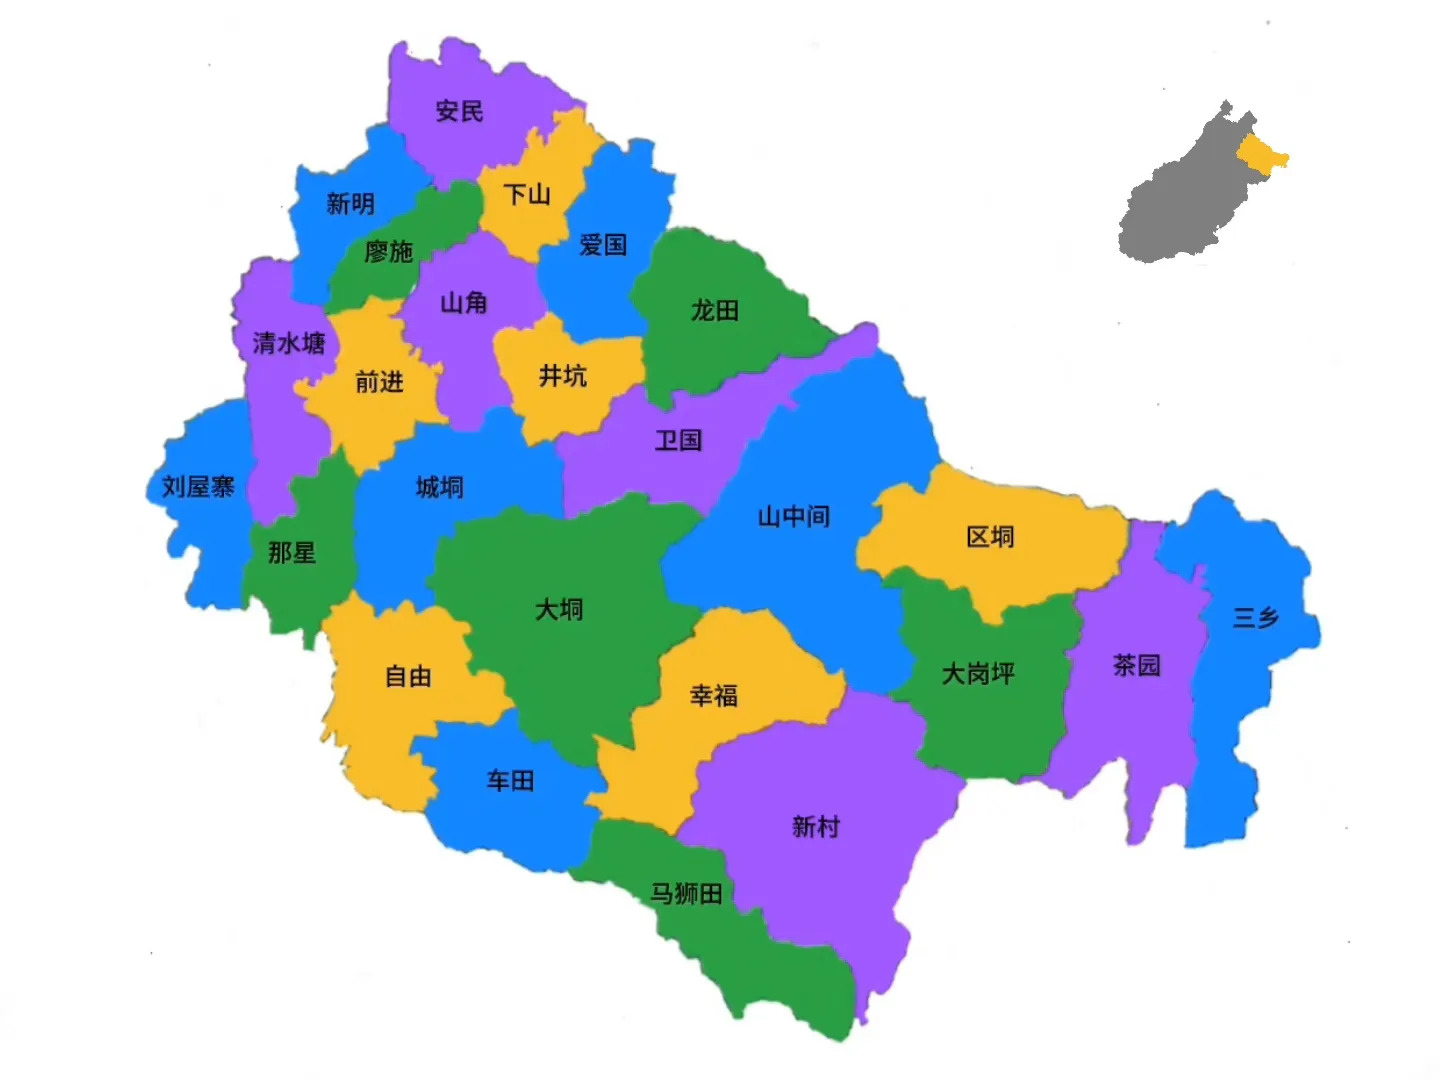 安民
下山
新明
爱国
廖施
山角
龙田
清水塘
前进
井坑
卫国
刘屋寨
城垌
山中间
区垌
那星
大垌
三乡
茶园
大岗坪
自由
幸福
车田
新村
马狮田